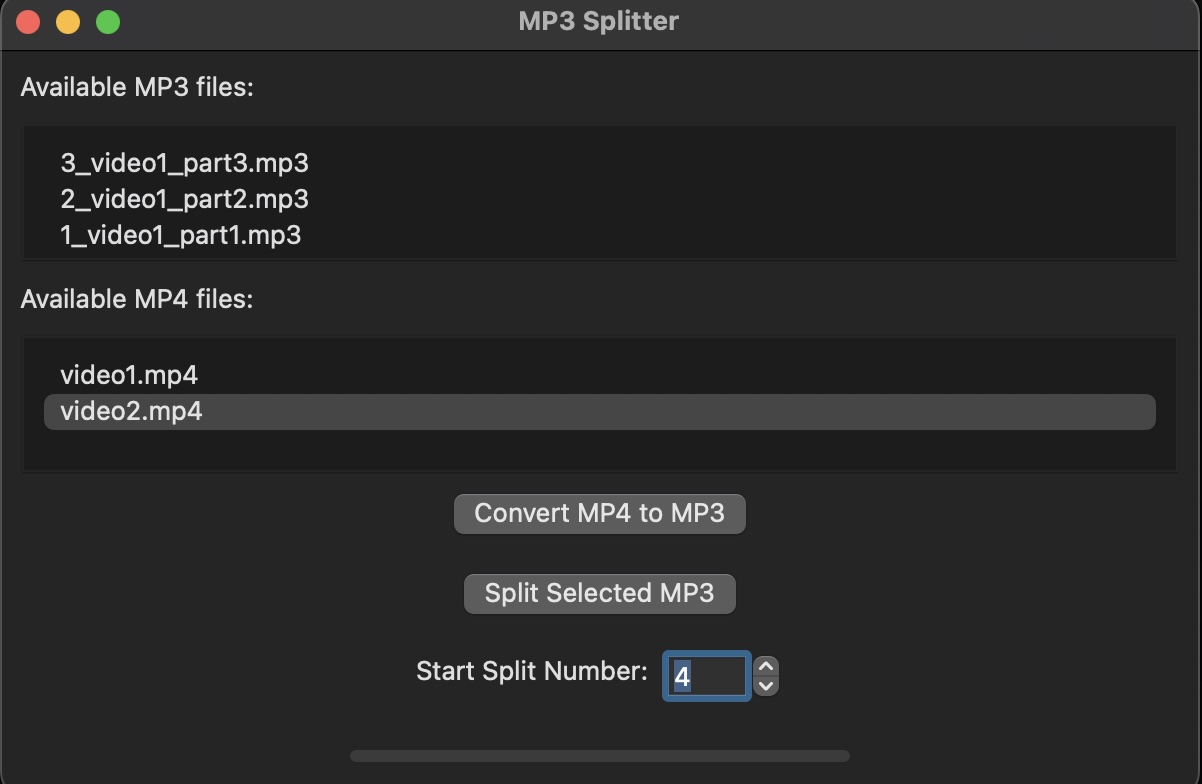 MP3 Splitter
Available MP3 files:
3_video1_part3.mp3
2_video1_part2.mp3
1_video1_part1.mp3
Available MP4 files:
video1.mp4
video2.mp4
Convert MP4 to MP3
Split Selected MP3
Start Split Number: 4